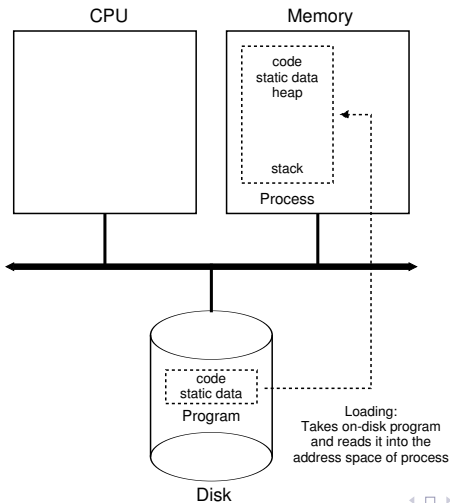 CPU
Memory
code
static data
heap
stack
Process
code
static data
Program
Loading:
Takes on-disk program
and reads it into the
address space of process
Disk